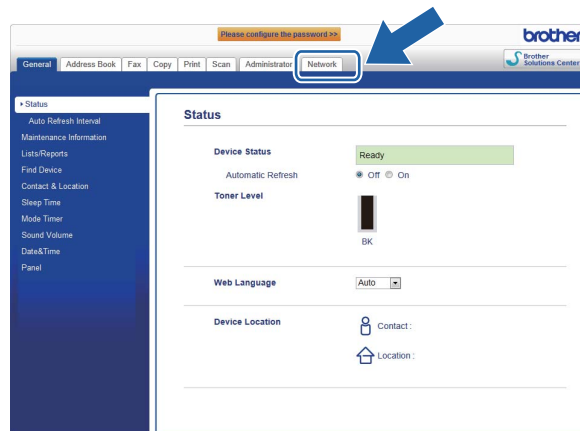 Please configure the password >>
brother
General Address Book Fax Copy Print Scan Administrator Network
Brother
Solutions Center
Status
Auto Refresh Interval
Maintenance Information
Lists/Reports
Find Device
Contact & Location
Sleep Time
Mode Timer
Sound Volume
Date&Time
Panel
Status
Device Status Ready
Automatic Refresh Off On
Toner Level
BK
Web Language Auto
Device Location Contact :
Location :